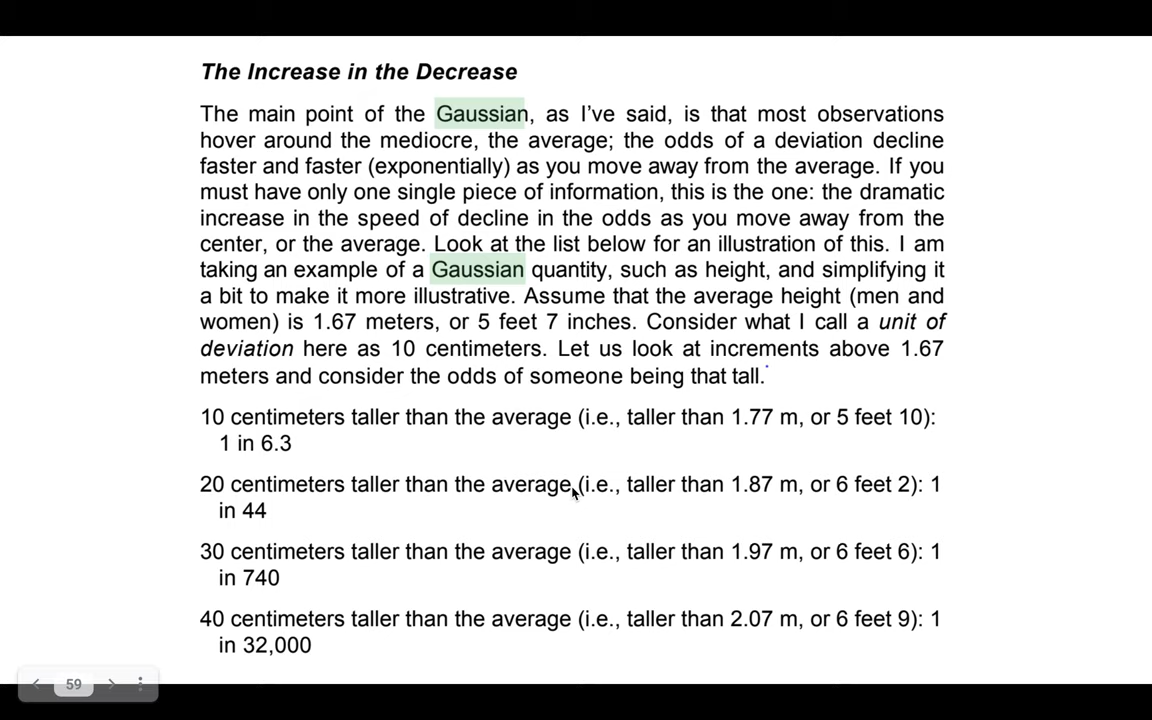 The Increase in the Decrease
The main point of the Gaussian, as I’ve said, is that most observations
hover around the mediocre, the average; the odds of a deviation decline
faster and faster (exponentially) as you move away from the average. If you
must have only one single piece of information, this is the one: the dramatic
increase in the speed of decline in the odds as you move away from the
center, or the average. Look at the list below for an illustration of this. I am
taking an example of a Gaussian quantity, such as height, and simplifying it
a bit to make it more illustrative. Assume that the average height (men and
women) is 1.67 meters, or 5 feet 7 inches. Consider what I call a unit of
deviation here as 10 centimeters. Let us look at increments above 1.67
meters and consider the odds of someone being that tall.
10 centimeters taller than the average (i.e., taller than 1.77 m, or 5 feet 10):
1 in 6.3
20 centimeters taller than the average (i.e., taller than 1.87 m, or 6 feet 2): 1
in 44
30 centimeters taller than the average (i.e., taller than 1.97 m, or 6 feet 6): 1
in 740
40 centimeters taller than the average (i.e., taller than 2.07 m, or 6 feet 9): 1
in 32,000
59